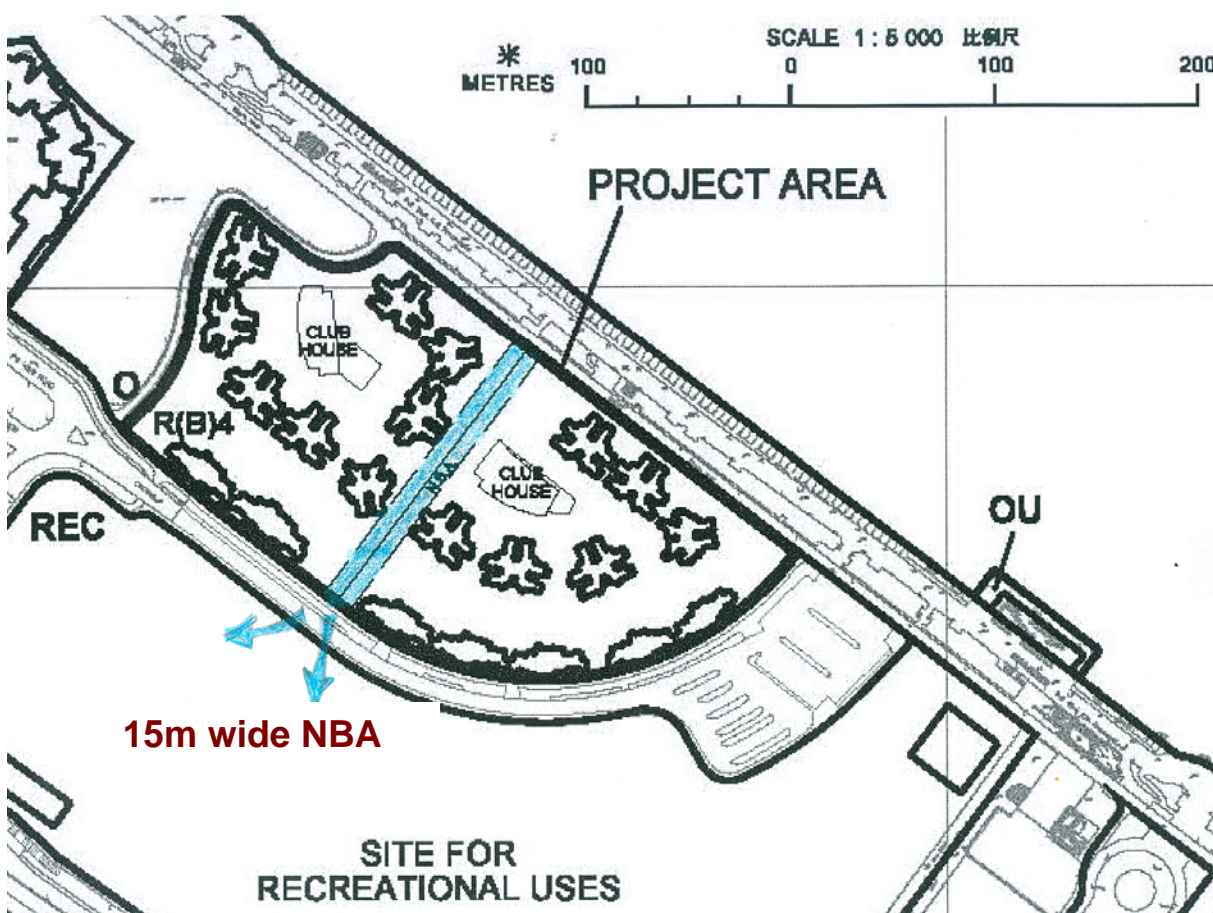 SCALE 1 : 5 000 比例尺
METRES 100 0 100 200
PROJECT AREA
CLUB
HOUSE
O
R(B)4
NBA
CLUB
HOUSE
REC
OU
15m wide NBA
SITE FOR
RECREATIONAL USES